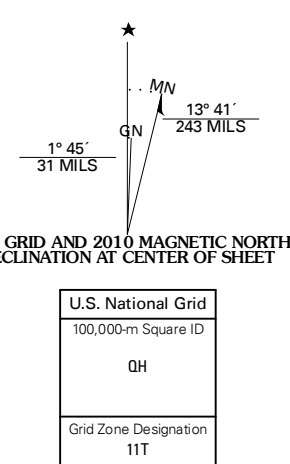 ★
MN
GN
13° 41´
243 MILS
1° 45´
31 MILS
GRID AND 2010 MAGNETIC NORTH
ECLINATION AT CENTER OF SHEET
U.S. National Grid
100,000-m Square ID
QH
Grid Zone Designation
11T